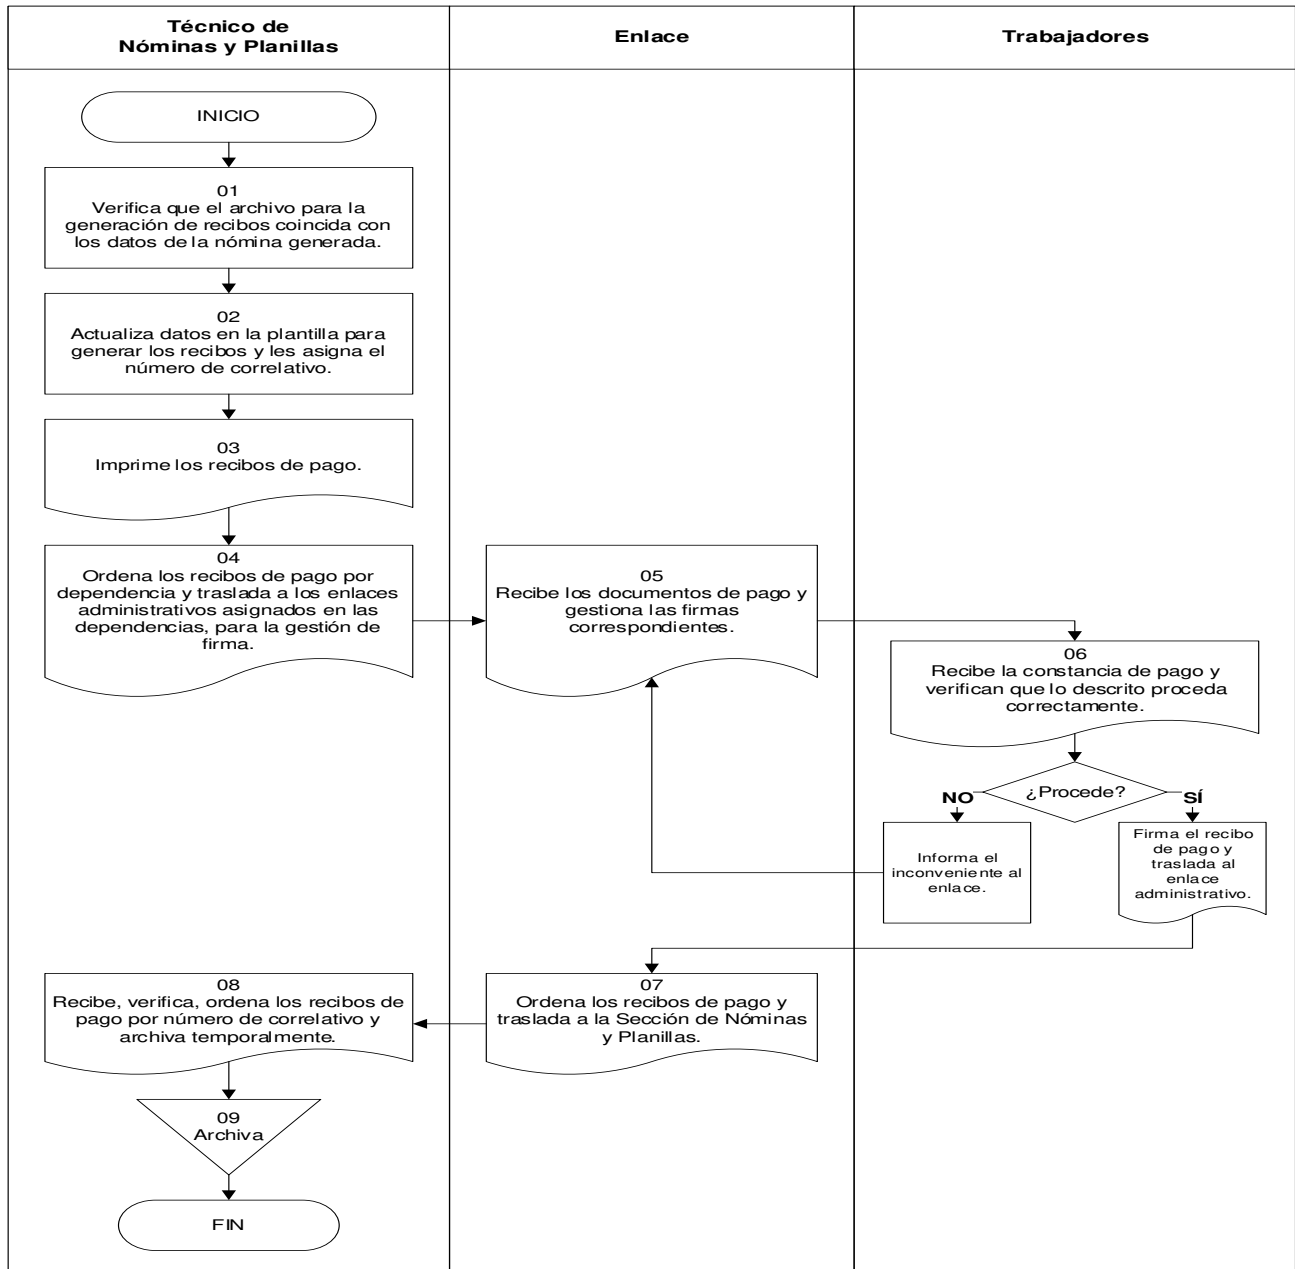 Técnico de
Nóminas y Planillas
Enlace
Trabajadores
INICIO
01
Verifica que el archivo para la
generación de recibos coincida con
los datos de la nómina generada.
02
Actualiza datos en la plantilla para
generar los recibos y les asigna el
número de correlativo.
03
Imprime los recibos de pago.
04
Ordena los recibos de pago por
dependencia y traslada a los enlaces
administrativos asignados en las
dependencias, para la gestión de
firma.
05
Recibe los documentos de pago y
gestiona las firmas
correspondientes.
06
Recibe la constancia de pago y
verifican que lo descrito proceda
correctamente.
¿Procede?
NO
SÍ
Informa el
inconveniente al
enlace.
Firma el recibo
de pago y
traslada al
enlace
administrativo.
07
Ordena los recibos de pago y
traslada a la Sección de Nóminas
y Planillas.
08
Recibe, verifica, ordena los recibos de
pago por número de correlativo y
archiva temporalmente.
09
Archiva
FIN